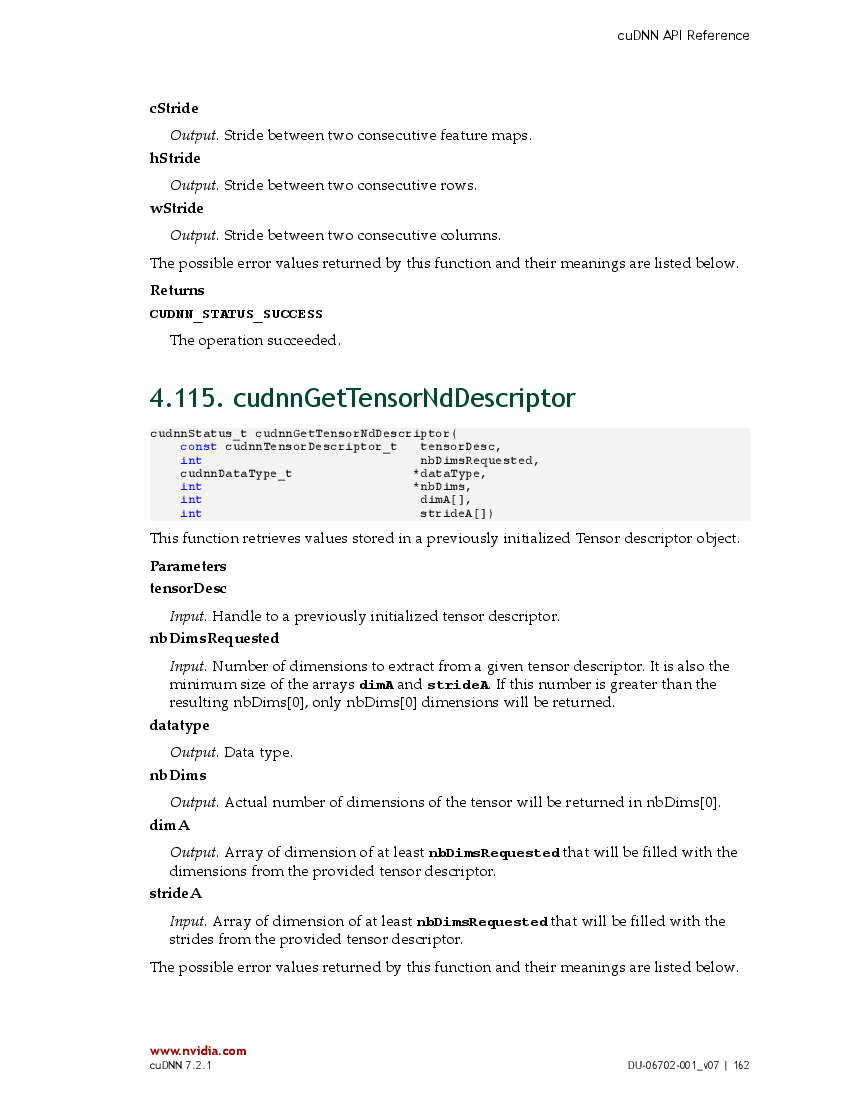 cuDNN API Reference
cStride
Output. Stride between two consecutive feature maps.
hStride
Output. Stride between two consecutive rows.
wStride
Output. Stride between two consecutive columns.
The possible error values returned by this function and their meanings are listed below.
Returns
CUDNN_STATUS_SUCCESS
The operation succeeded.
4.115. cudnnGetTensorNdDescriptor
cudnnStatus_t cudnnGetTensorNdDescriptor(
    const cudnnTensorDescriptor_t   tensorDesc,
    int                             nbDimsRequested,
    cudnnDataType_t                *dataType,
    int                            *nbDims,
    int                             dimA[],
    int                             strideA[])
This function retrieves values stored in a previously initialized Tensor descriptor object.
Parameters
tensorDesc
Input. Handle to a previously initialized tensor descriptor.
nbDimsRequested
Input. Number of dimensions to extract from a given tensor descriptor. It is also the
minimum size of the arrays dimA and strideA. If this number is greater than the
resulting nbDims[0], only nbDims[0] dimensions will be returned.
datatype
Output. Data type.
nbDims
Output. Actual number of dimensions of the tensor will be returned in nbDims[0].
dimA
Output. Array of dimension of at least nbDimsRequested that will be filled with the
dimensions from the provided tensor descriptor.
strideA
Input. Array of dimension of at least nbDimsRequested that will be filled with the
strides from the provided tensor descriptor.
The possible error values returned by this function and their meanings are listed below.
www.nvidia.com
cuDNN 7.2.1
DU-06702-001_v07 | 162